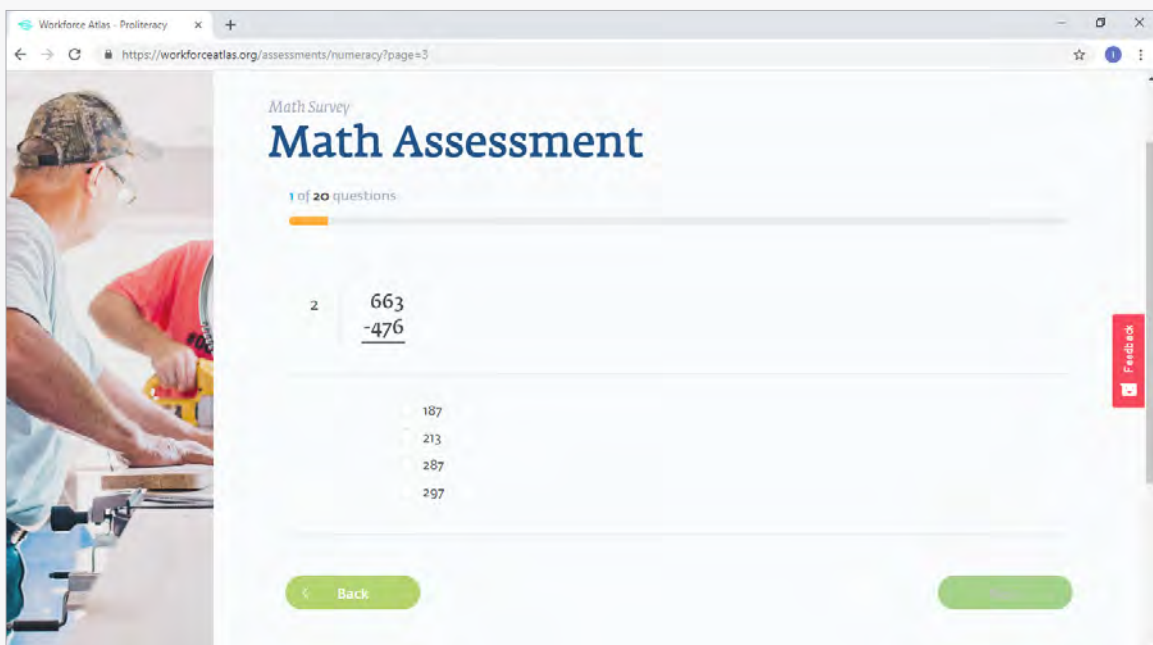 Workforce Atlas - Proliteracy
https://workforceatlas.org/assessments/numeracy?page=3
Math Survey
Math Assessment
1 of 20 questions
2
663
-476
187
213
287
297
Back
Feedback